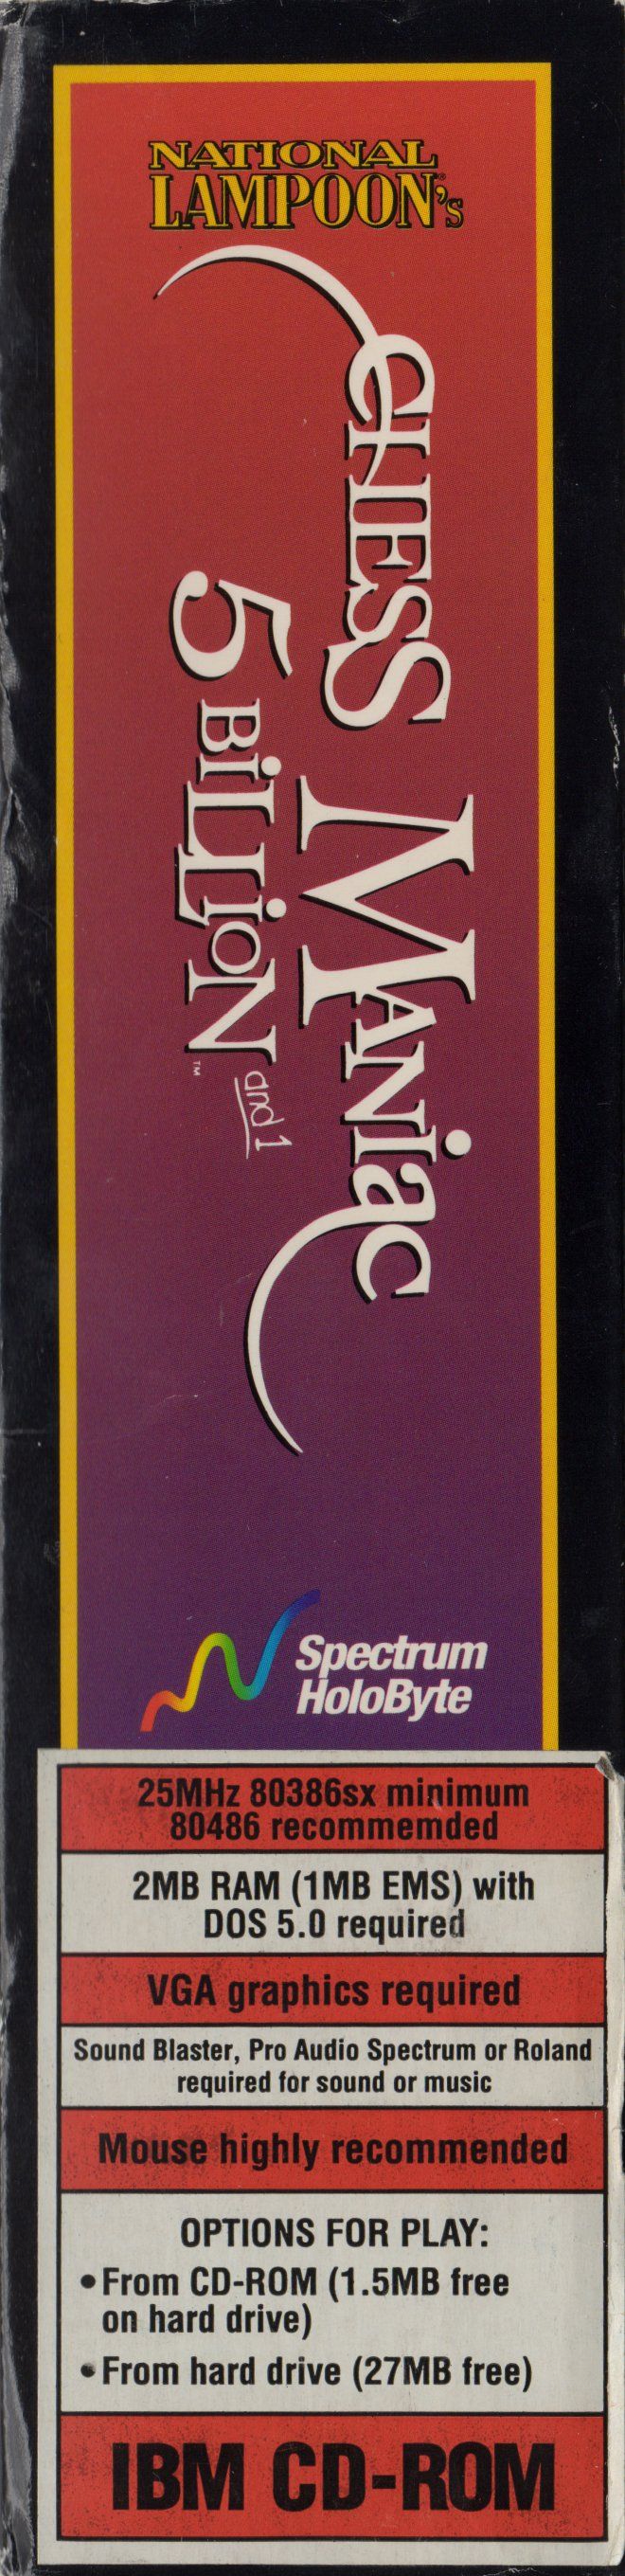 NATIONAL
LAMPOON'S®
CHESS MANiac
5 BiLLiON and 1
™
Spectrum
HoloByte
25MHz 80386sx minimum
80486 recommemded
2MB RAM (1MB EMS) with
DOS 5.0 required
VGA graphics required
Sound Blaster, Pro Audio Spectrum or Roland
required for sound or music
Mouse highly recommended
OPTIONS FOR PLAY:
•From CD-ROM (1.5MB free
on hard drive)
•From hard drive (27MB free)
IBM CD-ROM